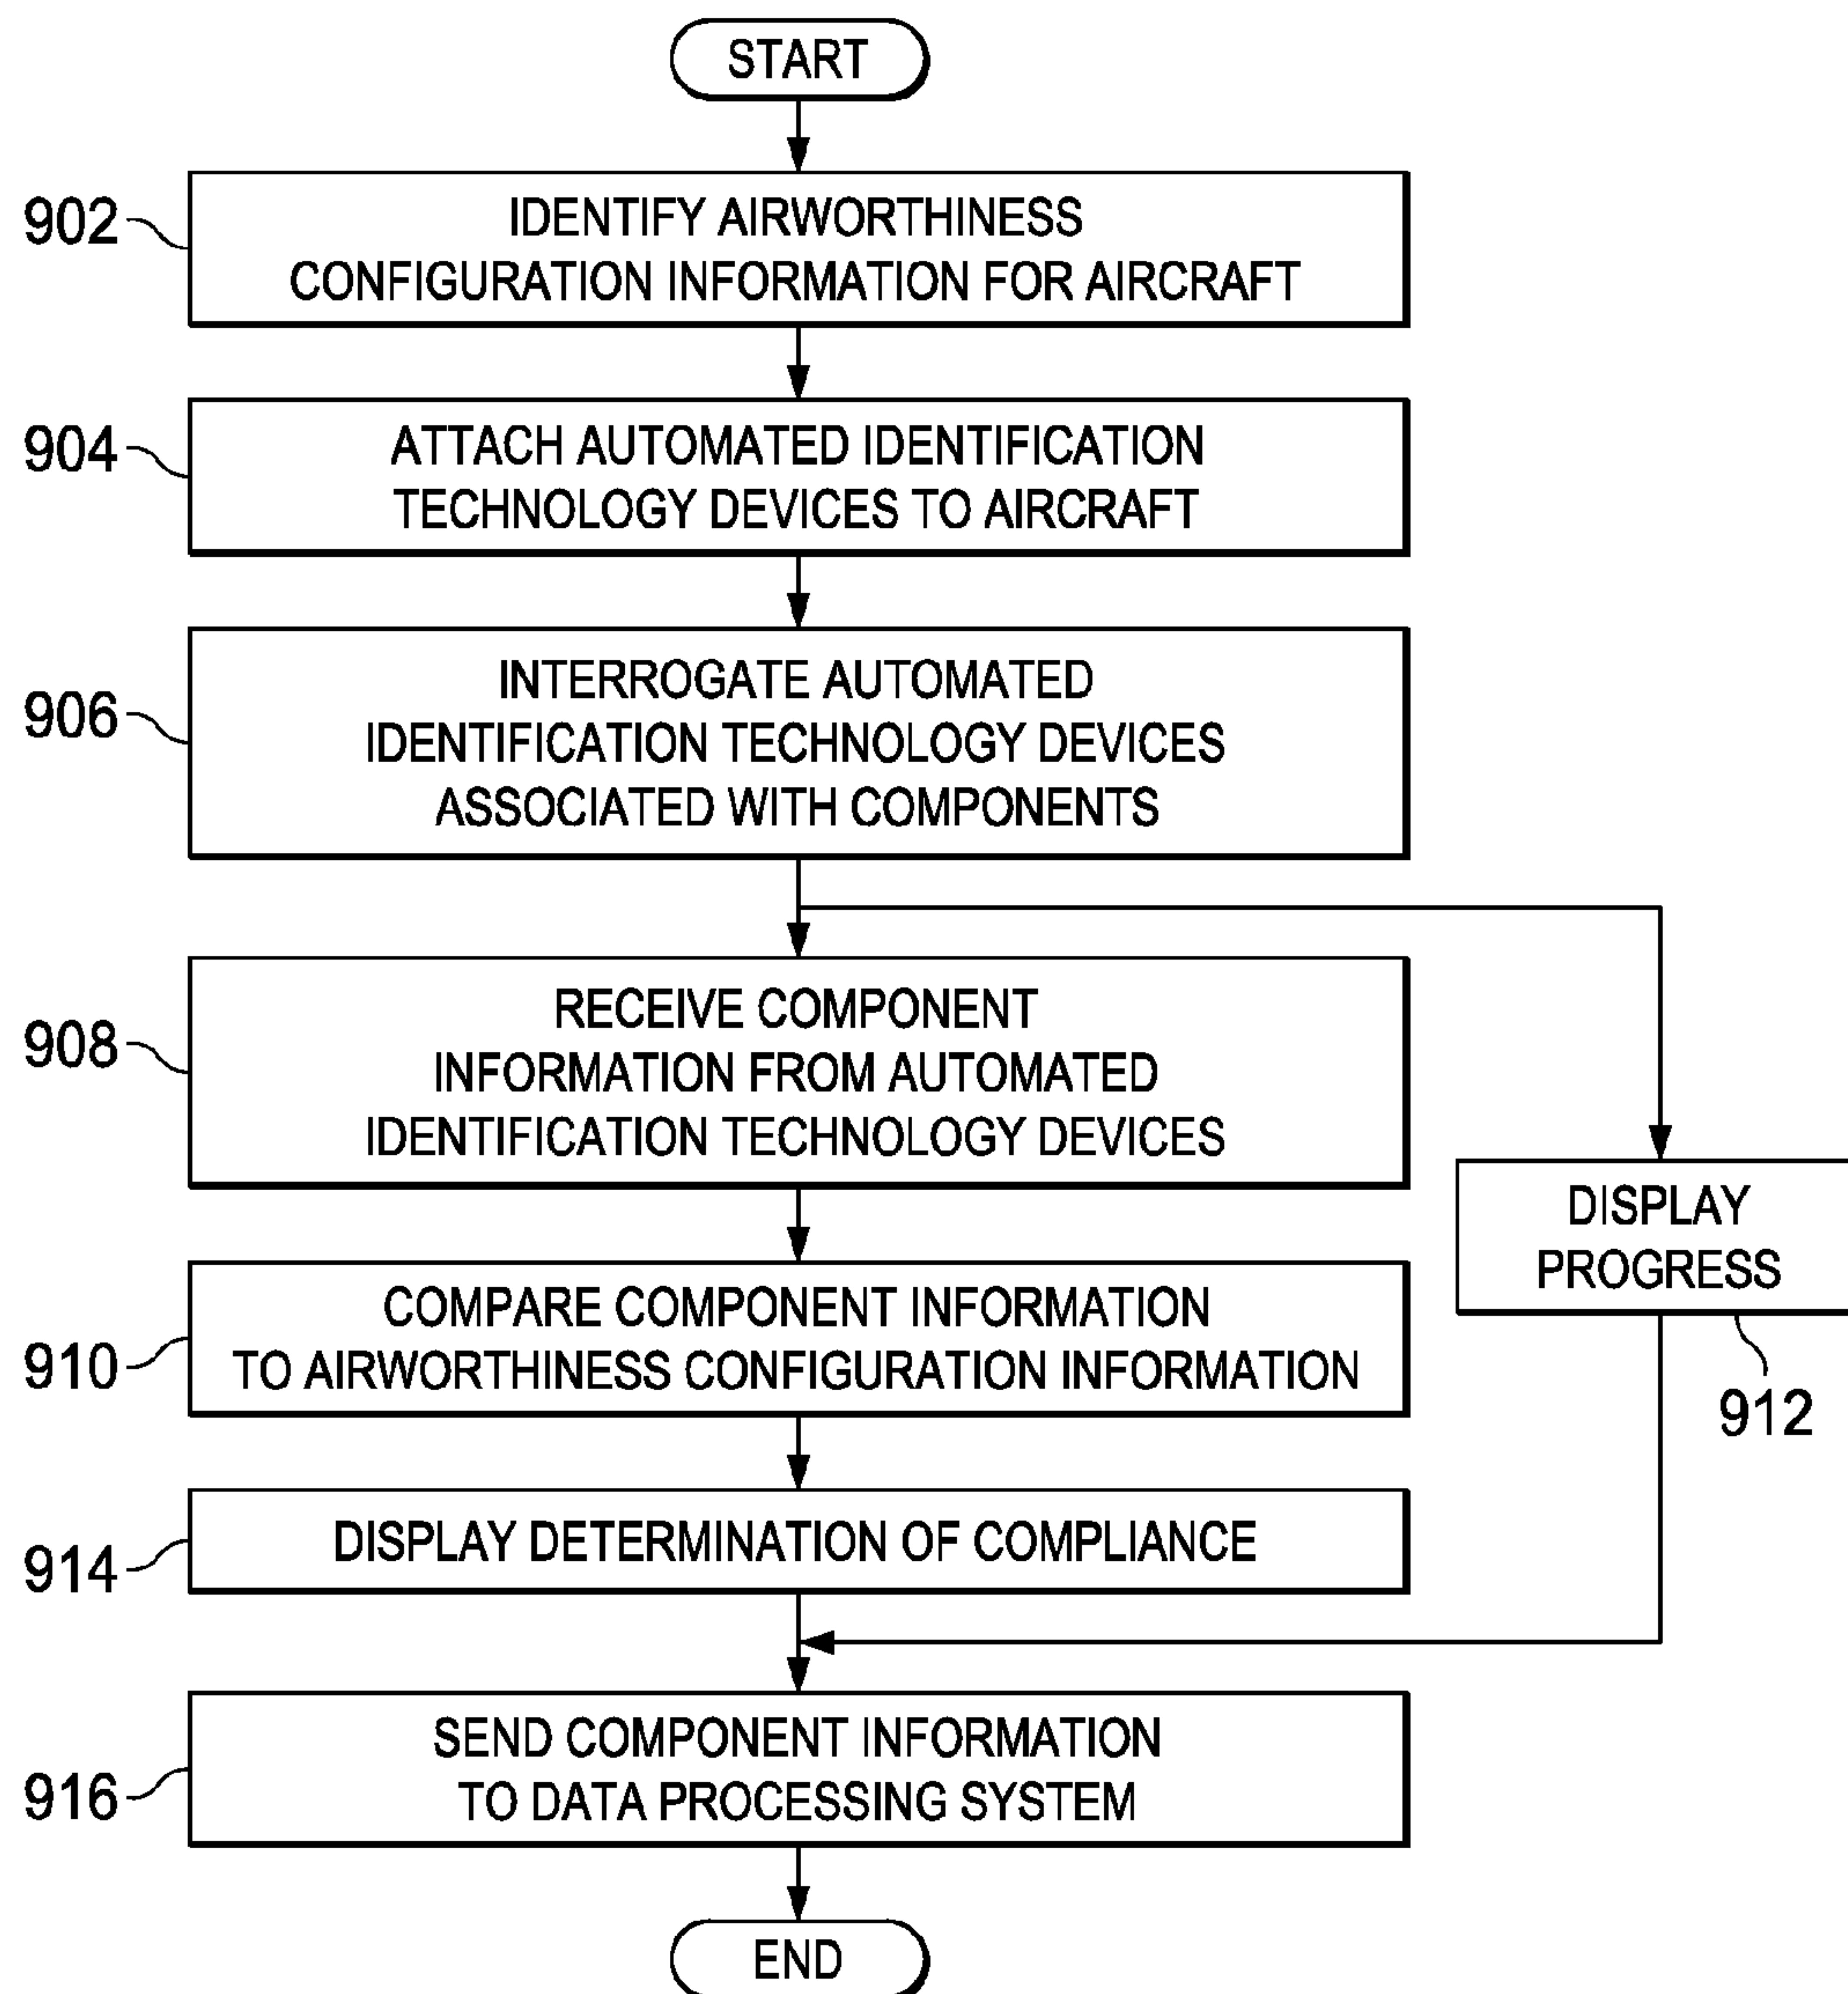 START
902
IDENTIFY AIRWORTHINESS
CONFIGURATION INFORMATION FOR AIRCRAFT
904
ATTACH AUTOMATED IDENTIFICATION
TECHNOLOGY DEVICES TO AIRCRAFT
906
INTERROGATE AUTOMATED
IDENTIFICATION TECHNOLOGY DEVICES
ASSOCIATED WITH COMPONENTS
908
RECEIVE COMPONENT
INFORMATION FROM AUTOMATED
IDENTIFICATION TECHNOLOGY DEVICES
DISPLAY
PROGRESS
912
910
COMPARE COMPONENT INFORMATION
TO AIRWORTHINESS CONFIGURATION INFORMATION
914
DISPLAY DETERMINATION OF COMPLIANCE
916
SEND COMPONENT INFORMATION
TO DATA PROCESSING SYSTEM
END